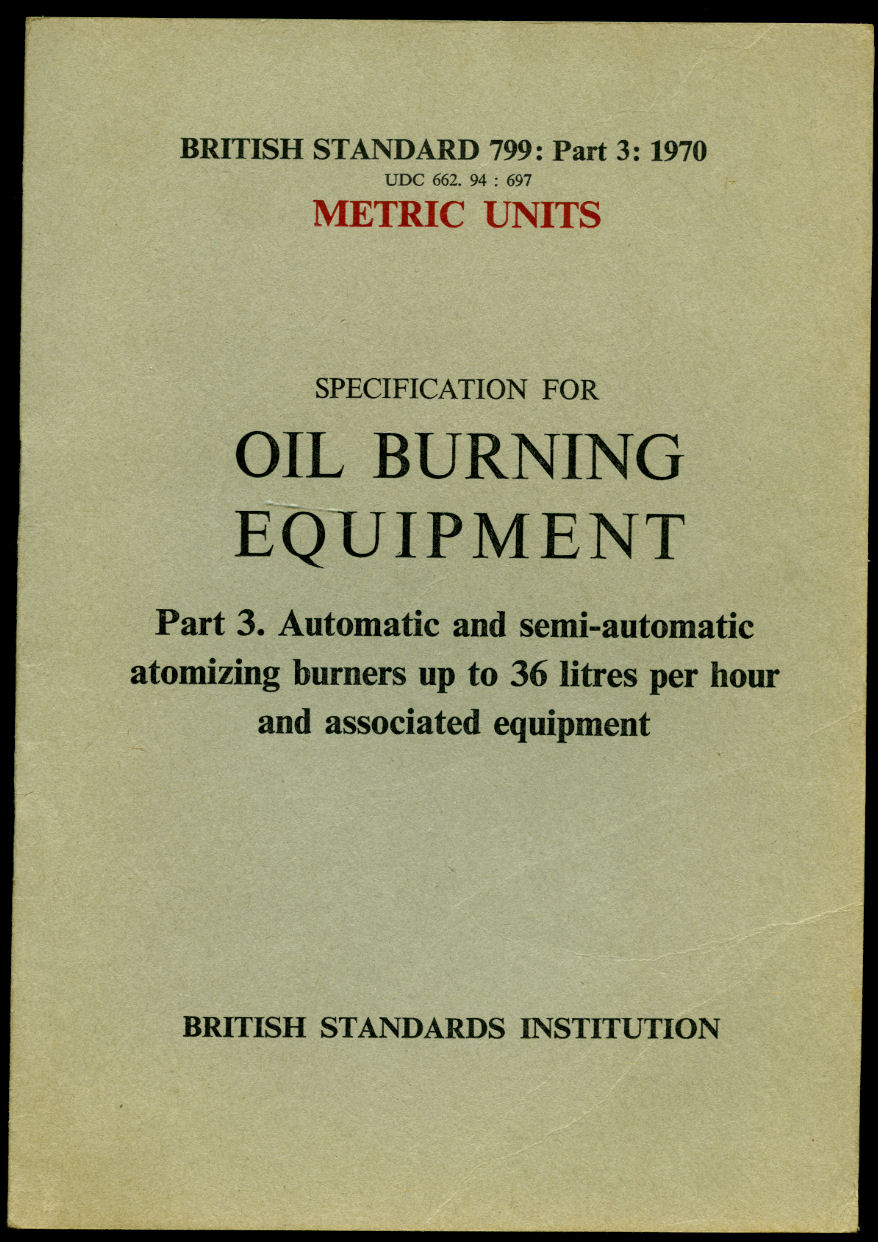 BRITISH STANDARD 799: Part 3: 1970
UDC 662. 94 : 697
METRIC UNITS
SPECIFICATION FOR
OIL BURNING
EQUIPMENT
Part 3. Automatic and semi-automatic
atomizing burners up to 36 litres per hour
and associated equipment
BRITISH STANDARDS INSTITUTION